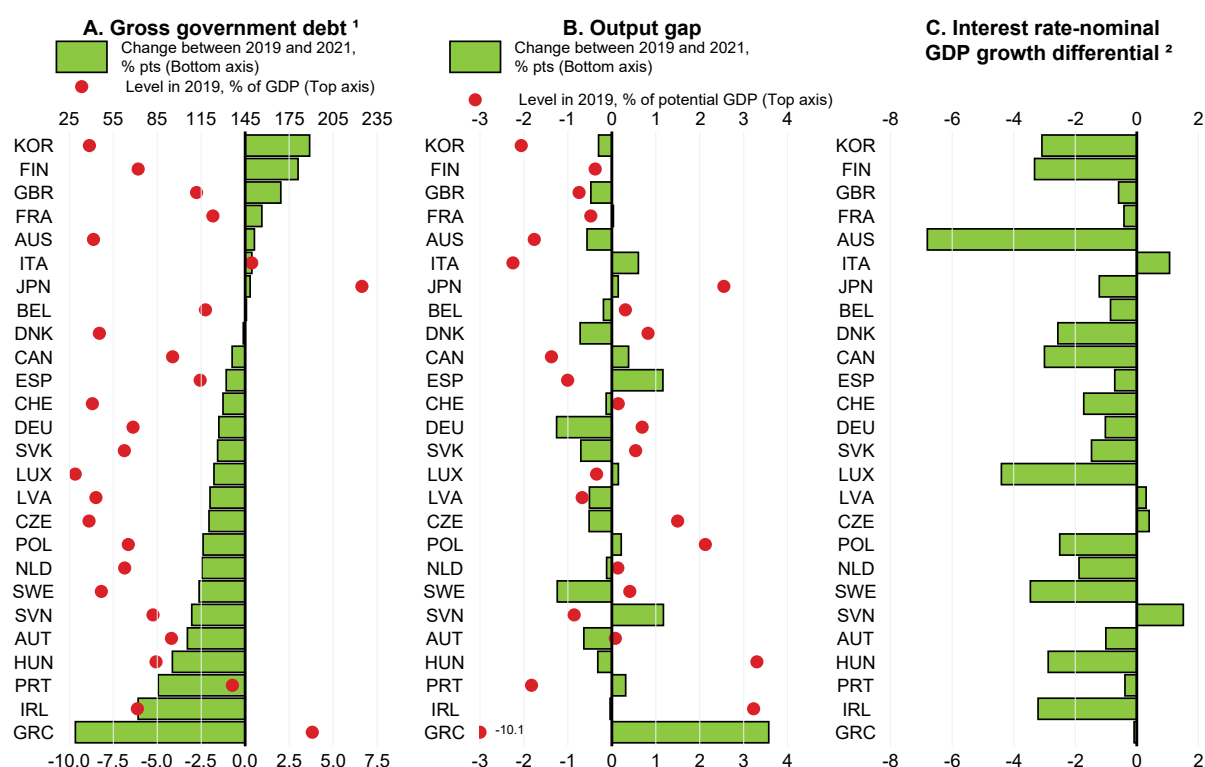 A. Gross government debt ¹
Change between 2019 and 2021,
% pts (Bottom axis)
Level in 2019, % of GDP (Top axis)
25 55 85 115 145 175 205 235
KOR
FIN
GBR
FRA
AUS
ITA
JPN
BEL
DNK
CAN
ESP
CHE
DEU
SVK
LUX
LVA
CZE
POL
NLD
SWE
SVN
AUT
HUN
PRT
IRL
GRC
-10.0 -7.5 -5.0 -2.5 0.0 2.5 5.0 7.5
B. Output gap
Change between 2019 and 2021,
% pts (Bottom axis)
Level in 2019, % of potential GDP (Top axis)
-3 -2 -1 0 1 2 3 4
KOR
FIN
GBR
FRA
AUS
ITA
JPN
BEL
DNK
CAN
ESP
CHE
DEU
SVK
LUX
LVA
CZE
POL
NLD
SWE
SVN
AUT
HUN
PRT
IRL
GRC -10.1
-3 -2 -1 0 1 2 3 4
C. Interest rate-nominal
GDP growth differential ²
-8 -6 -4 -2 0 2
KOR
FIN
GBR
FRA
AUS
ITA
JPN
BEL
DNK
CAN
ESP
CHE
DEU
SVK
LUX
LVA
CZE
POL
NLD
SWE
SVN
AUT
HUN
PRT
IRL
GRC
-8 -6 -4 -2 0 2